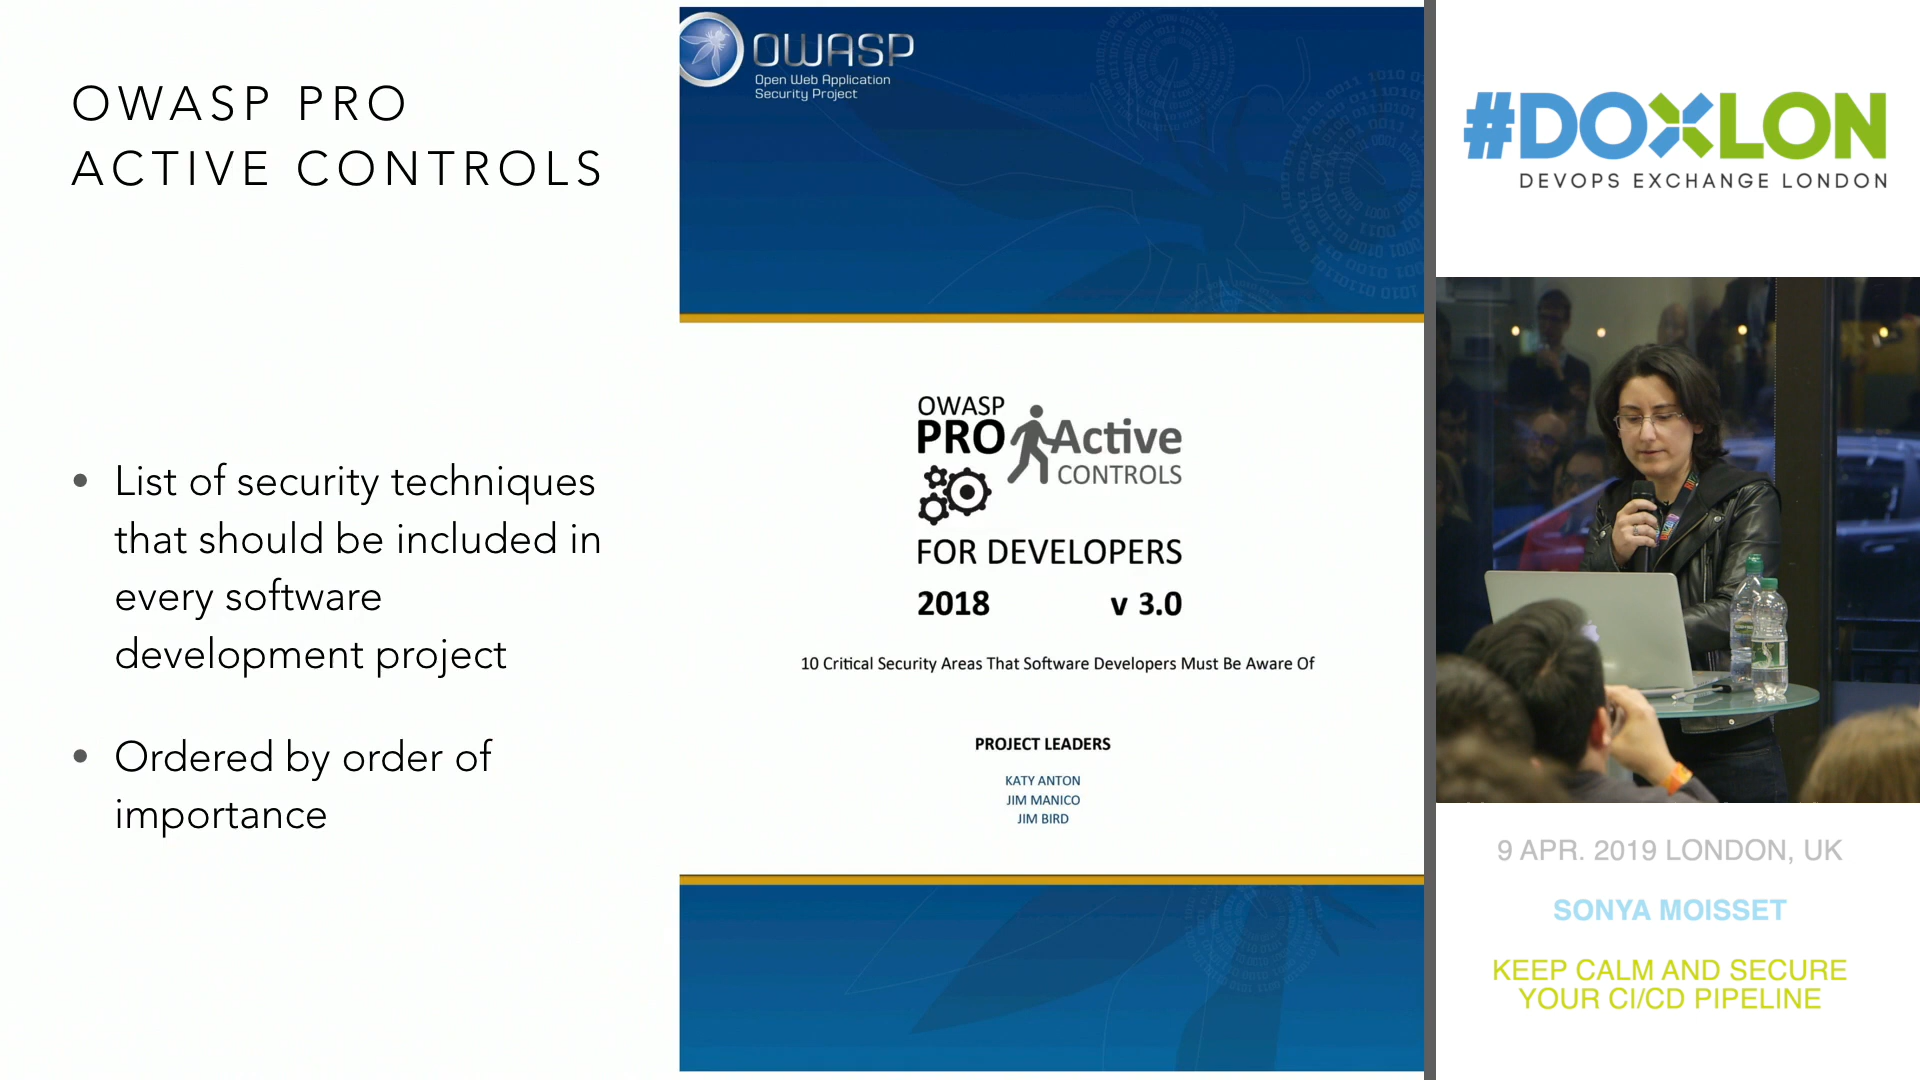 OWASP PRO
ACTIVE CONTROLS
• List of security techniques
that should be included in
every software
development project
• Ordered by order of
importance
OWASP
Open Web Application
Security Project
OWASP
PRO Active
CONTROLS
FOR DEVELOPERS
2018 v 3.0
10 Critical Security Areas That Software Developers Must Be Aware Of
PROJECT LEADERS
KATY ANTON
JIM MANICO
JIM BIRD
#DOXLON
DEVOPS EXCHANGE LONDON
9 APR. 2019 LONDON, UK
SONYA MOISSET
KEEP CALM AND SECURE
YOUR CI/CD PIPELINE